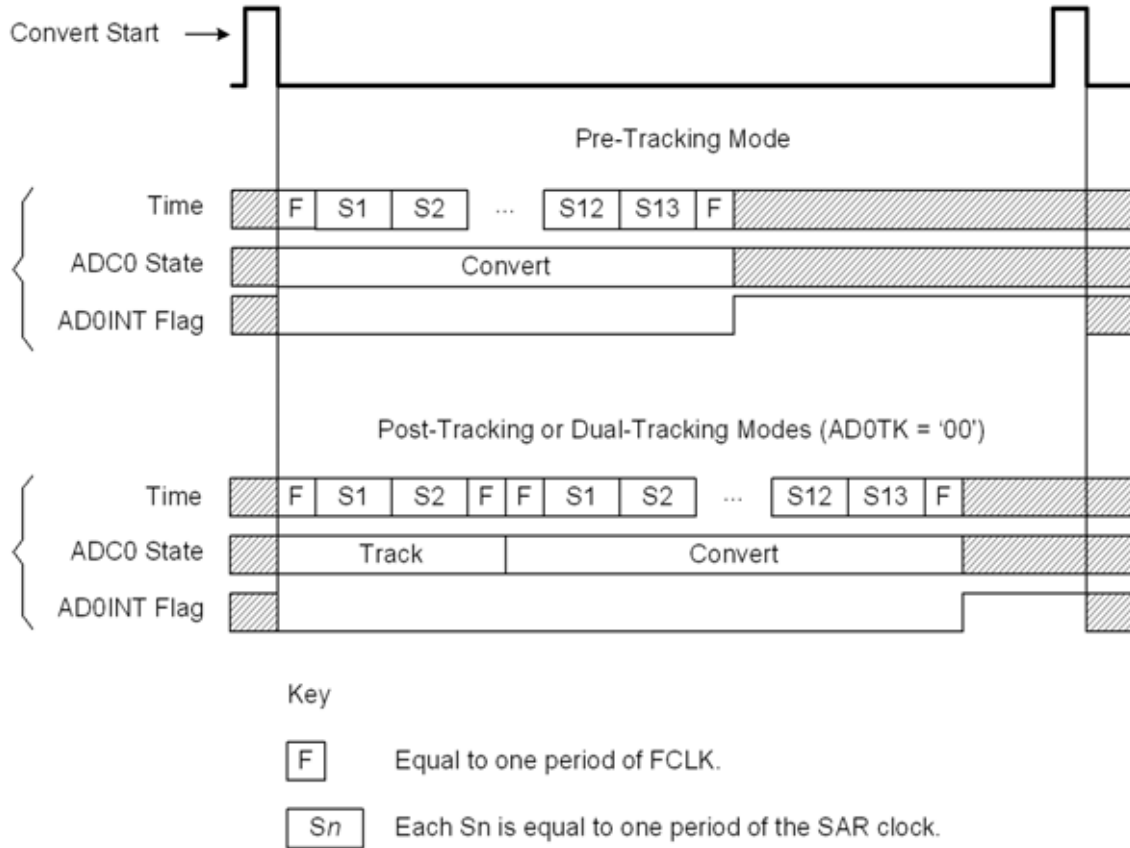 Convert Start
Pre-Tracking Mode
Time F S1 S2 ... S12 S13 F
ADC0 State Convert
AD0INT Flag
Post-Tracking or Dual-Tracking Modes (AD0TK = ‘00’)
Time F S1 S2 F F S1 S2 ... S12 S13 F
ADC0 State Track Convert
AD0INT Flag
Key
F Equal to one period of FCLK.
Sn Each Sn is equal to one period of the SAR clock.